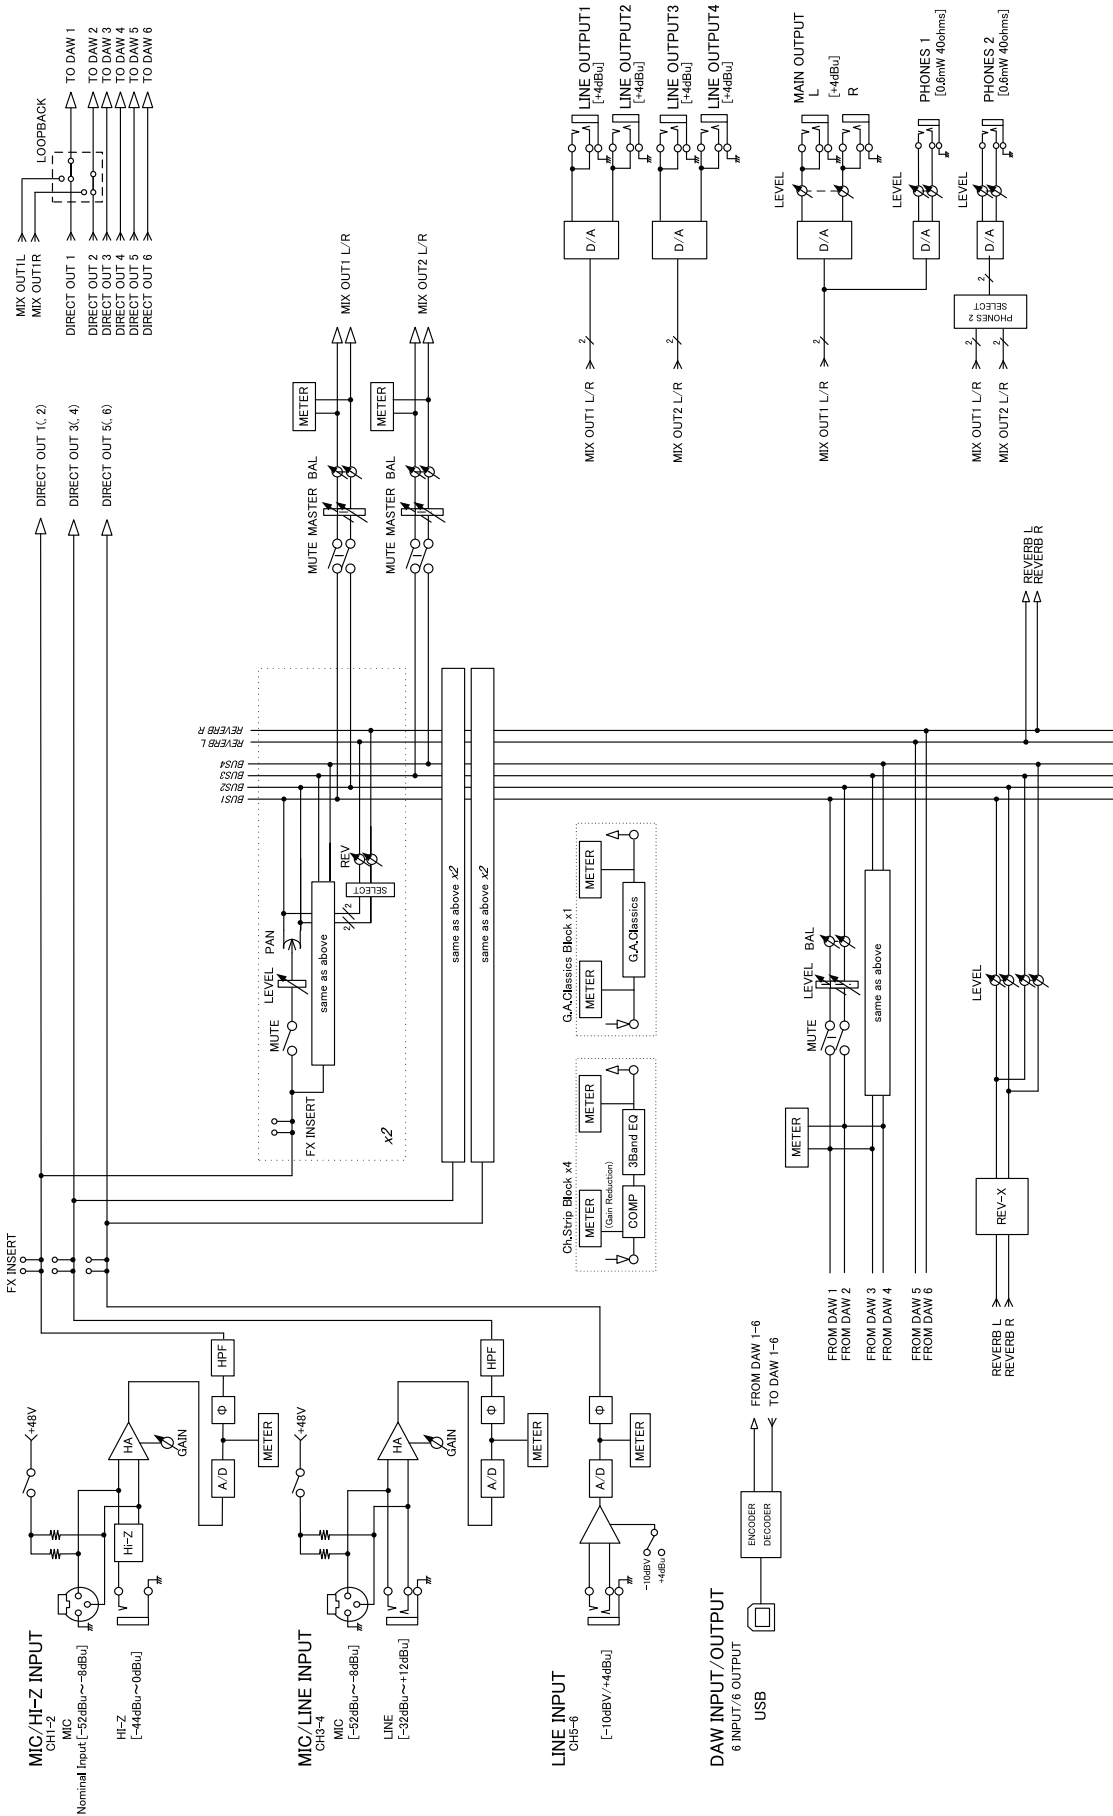 MIC/HI-Z INPUT
CH1-2
MIC
Nominal Input [-52dBu～-8dBu]
HI-Z
[-44dBu～0dBu]
+48V
Hi-Z
HA
GAIN
A/D
METER
Φ
HPF
MIC/LINE INPUT
CH3-4
MIC
[-52dBu～-8dBu]
LINE
[-32dBu～+12dBu]
+48V
HA
GAIN
A/D
METER
Φ
HPF
LINE INPUT
CH5-6
[-10dBV/+4dBu]
-10dBV
+4dBu
A/D
METER
Φ
DAW INPUT/OUTPUT
6 INPUT/6 OUTPUT
USB
ENCODER
DECODER
FROM DAW 1-6
TO DAW 1-6
FX INSERT
DIRECT OUT 1(, 2)
DIRECT OUT 3(, 4)
DIRECT OUT 5(, 6)
FX INSERT
MUTE
LEVEL
PAN
same as above
SELECT
2
2
REV
x2
same as above x2
same as above x2
BUS1
BUS2
BUS3
BUS4
REVERB L
REVERB R
MUTE MASTER BAL
METER
MIX OUT1 L/R
MUTE MASTER BAL
METER
MIX OUT2 L/R
Ch.Strip Block x4
METER
(Gain Reduction)
COMP
3Band EQ
METER
G.A.Classics Block x1
METER
G.A.Classics
METER
FROM DAW 1
FROM DAW 2
FROM DAW 3
FROM DAW 4
FROM DAW 5
FROM DAW 6
METER
MUTE
LEVEL
BAL
same as above
REVERB L
REVERB R
REV-X
LEVEL
REVERB L
REVERB R
MIX OUT1L
MIX OUT1R
LOOPBACK
DIRECT OUT 1
DIRECT OUT 2
DIRECT OUT 3
DIRECT OUT 4
DIRECT OUT 5
DIRECT OUT 6
TO DAW 1
TO DAW 2
TO DAW 3
TO DAW 4
TO DAW 5
TO DAW 6
MIX OUT1 L/R
2
D/A
LINE OUTPUT1
[+4dBu]
LINE OUTPUT2
[+4dBu]
MIX OUT2 L/R
2
D/A
LINE OUTPUT3
[+4dBu]
LINE OUTPUT4
[+4dBu]
MIX OUT1 L/R
2
D/A
LEVEL
MAIN OUTPUT
L
[+4dBu]
R
D/A
LEVEL
PHONES 1
[0.6mW 40ohms]
MIX OUT1 L/R
MIX OUT2 L/R
2
2
PHONES 2
SELECT
2
D/A
LEVEL
PHONES 2
[0.6mW 40ohms]